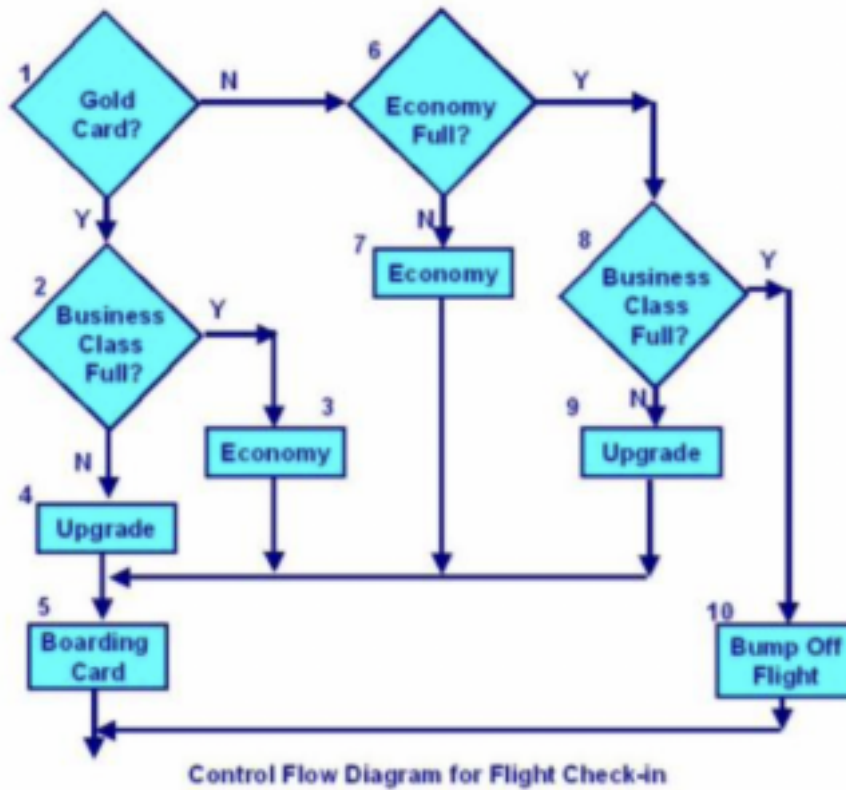 1
Gold
Card?
N
6
Economy
Full?
Y
Y
N
7
Economy
8
Business
Class
Full?
Y
2
Business
Class
Full?
Y
3
Economy
N
9
Upgrade
N
4
Upgrade
5
Boarding
Card
10
Bump Off
Flight
Control Flow Diagram for Flight Check-in